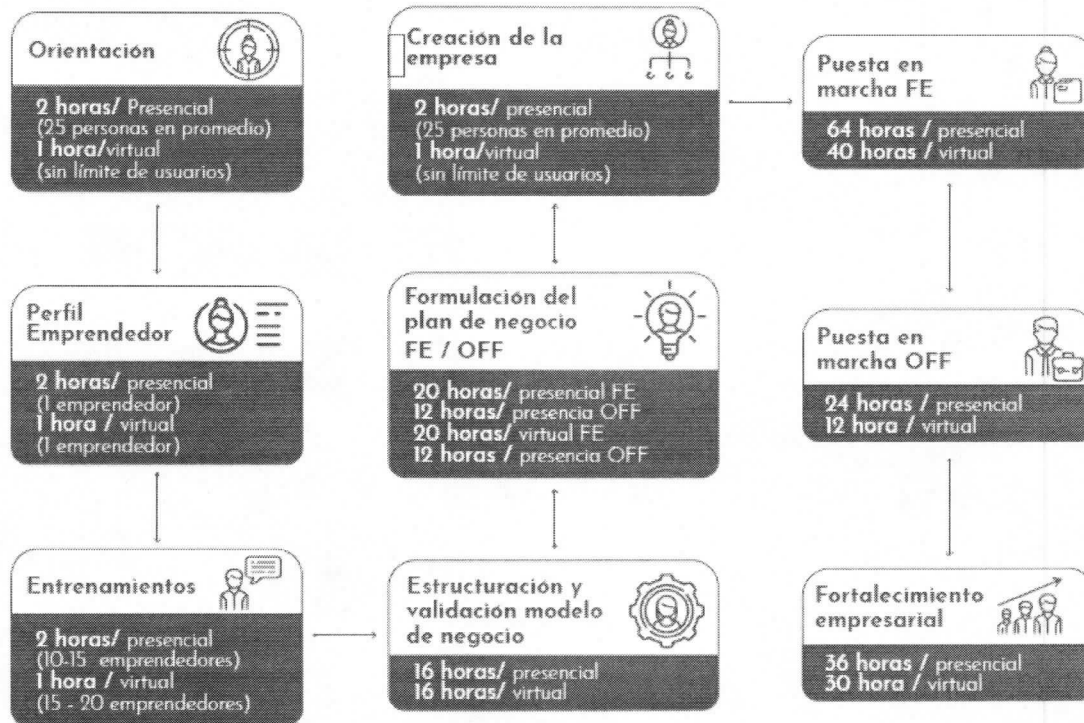 Orientación
2 horas/ Presencial
(25 personas en promedio)
1 hora/virtual
(sin límite de usuarios)
Perfil
Emprendedor
2 horas/ presencial
(1 emprendedor)
1 hora / virtual
(1 emprendedor)
Entrenamientos
2 horas/ presencial
(10-15 emprendedores)
1 hora / virtual
(15 - 20 emprendedores)
Estructuración y
validación modelo
de negocio
16 horas/ presencial
16 horas/ virtual
Formulación del
plan de negocio
FE / OFF
20 horas/ presencial FE
12 horas/ presencia OFF
20 horas/ virtual FE
12 horas / presencia OFF
Creación de la
empresa
2 horas/ presencial
(25 personas en promedio)
1 hora/virtual
(sin límite de usuarios)
Puesta en
marcha FE
64 horas / presencial
40 horas / virtual
Puesta en
marcha OFF
24 horas / presencial
12 hora / virtual
Fortalecimiento
empresarial
36 horas / presencial
30 hora / virtual